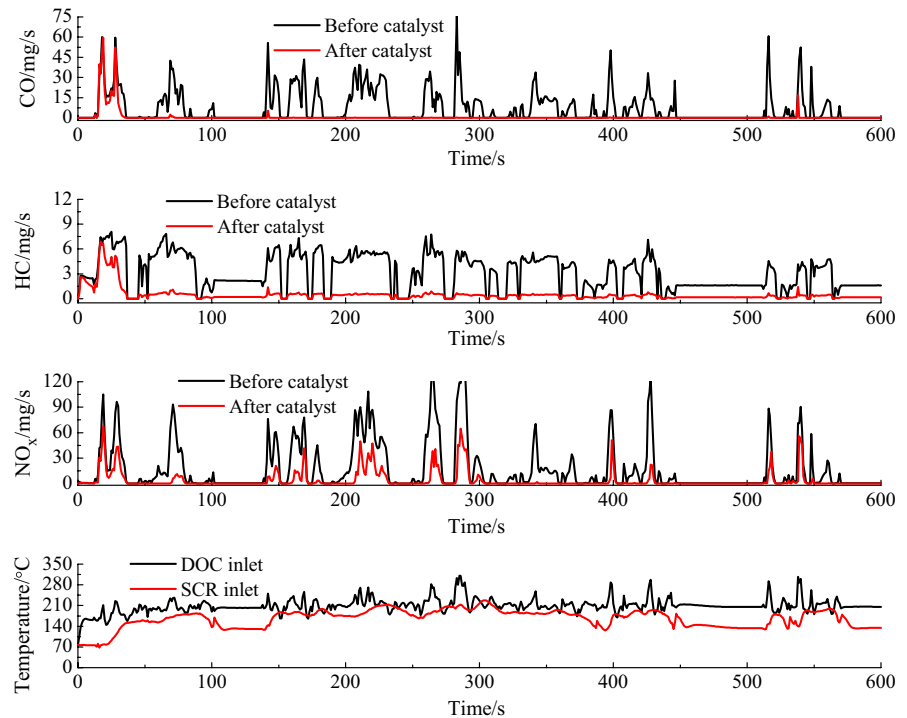 CO/mg/s
75
60
45
30
15
0
Before catalyst
After catalyst
0 100 200 300 400 500 600
Time/s
HC/mg/s
12
9
6
3
0
Before catalyst
After catalyst
0 100 200 300 400 500 600
Time/s
NOx/mg/s
120
90
60
30
0
Before catalyst
After catalyst
0 100 200 300 400 500 600
Time/s
Temperature/°C
350
280
210
140
70
0
DOC inlet
SCR inlet
0 100 200 300 400 500 600
Time/s